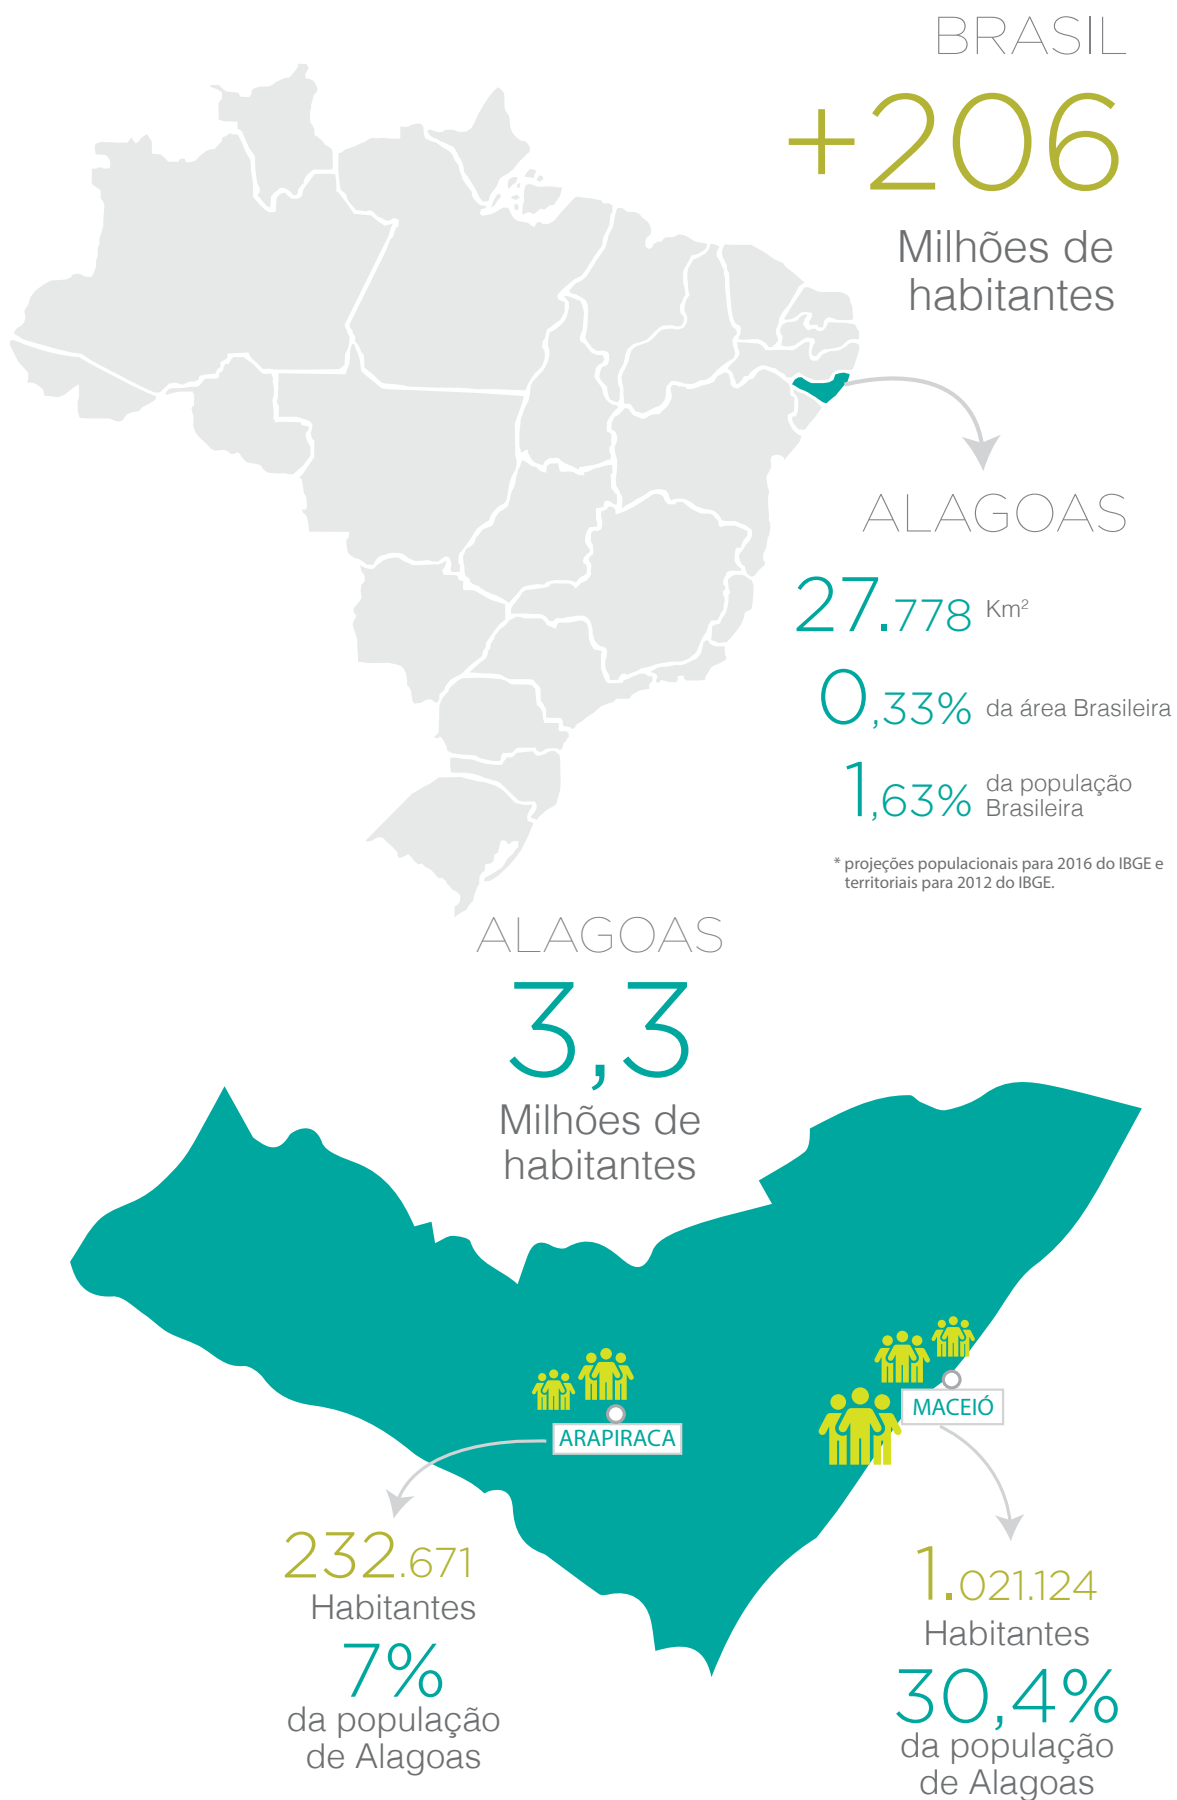 BRASIL
+206
Milhões de
habitantes
ALAGOAS
27.778 Km²
0,33% da área Brasileira
1,63% da população
Brasileira
* projeções populacionais para 2016 do IBGE e
territoriais para 2012 do IBGE.
ALAGOAS
3,3
Milhões de
habitantes
MACEIÓ
ARAPIRACA
232.671
Habitantes
7%
da população
de Alagoas
1.021.124
Habitantes
30,4%
da população
de Alagoas